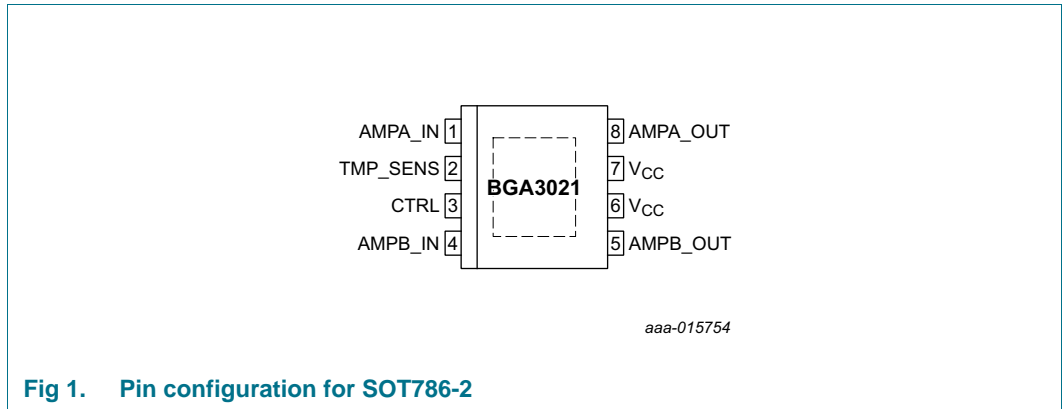 AMPA_IN 1 8 AMPA_OUT
TMP_SENS 2 7 VCC
BGA3021
CTRL 3 6 VCC
AMPB_IN 4 5 AMPB_OUT
aaa-015754
Fig 1. Pin configuration for SOT786-2